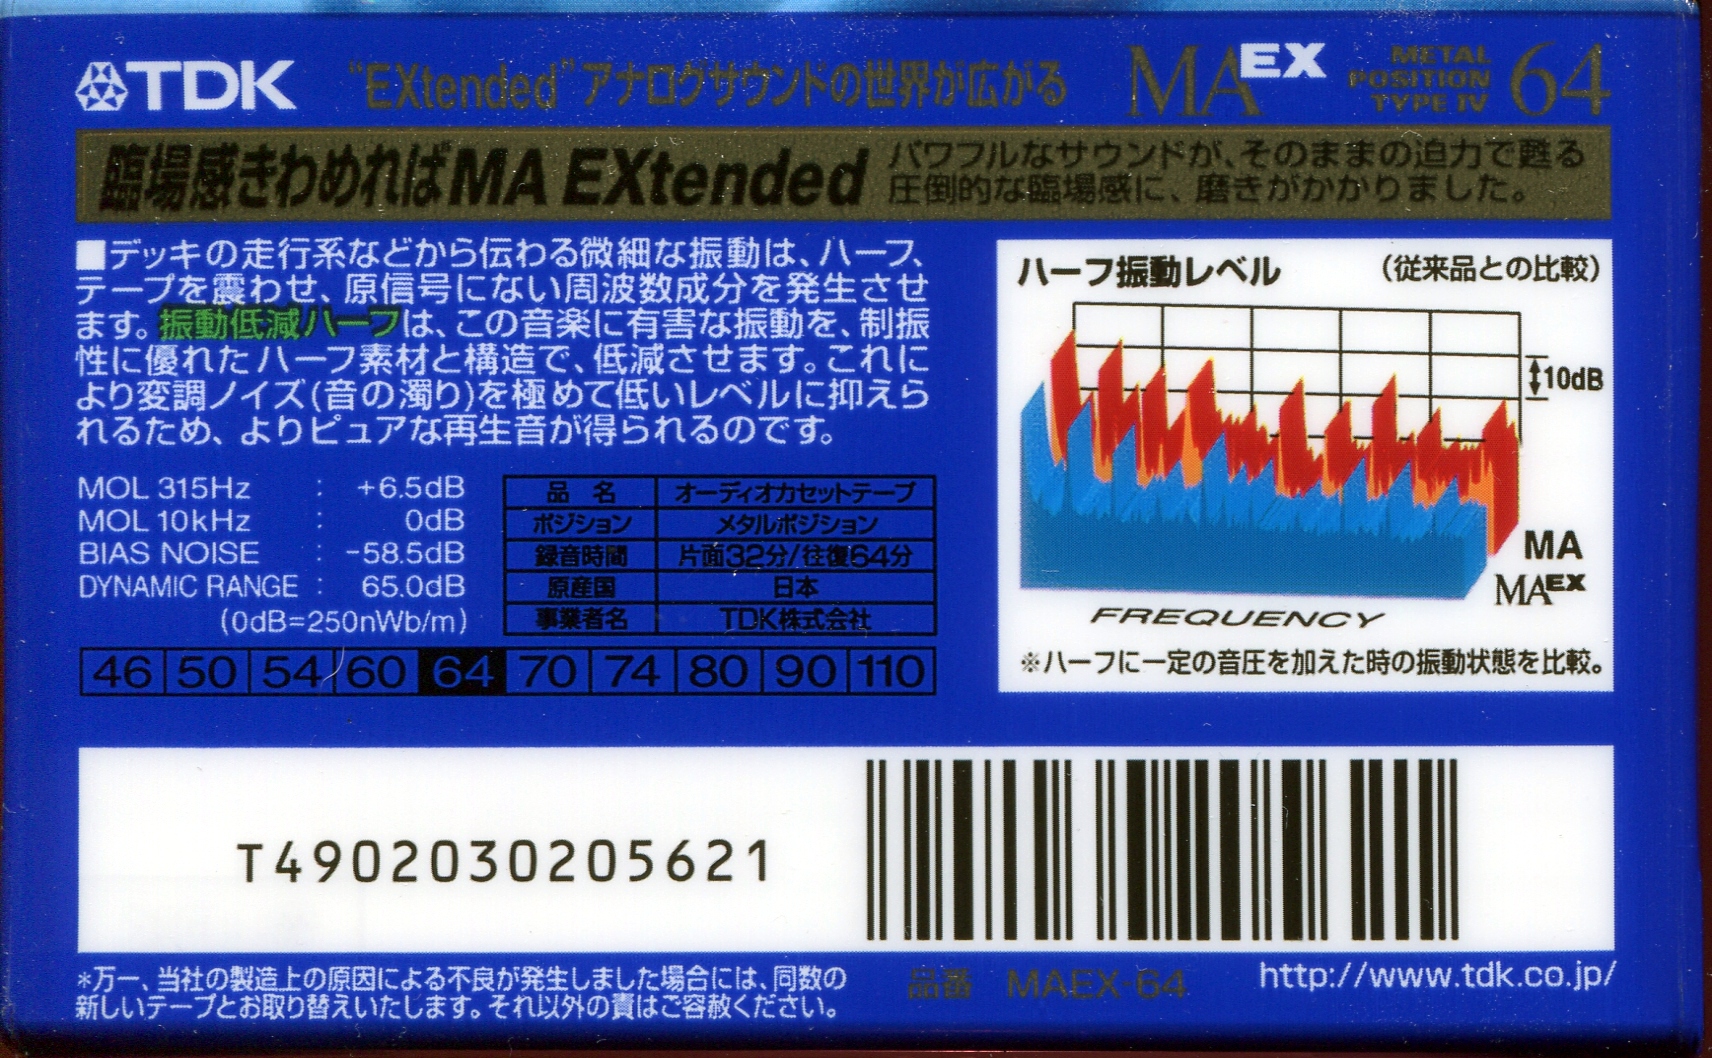 TDK "EXtended"アナログサウンドの世界が広がる MAEX METAL POSITION TYPE IV 64
臨場感きわめればMA EXtended
パワフルなサウンドが、そのままの迫力で甦る
圧倒的な臨場感に、磨きがかかりました。
■デッキの走行系などから伝わる微細な振動は、ハーフ、
テープを震わせ、原信号にない周波数成分を発生させ
ます。振動低減ハーフは、この音楽に有害な振動を、制振
性に優れたハーフ素材と構造で、低減させます。これに
より変調ノイズ(音の濁り)を極めて低いレベルに抑えら
れるため、よりピュアな再生音が得られるのです。
MOL 315Hz : +6.5dB
MOL 10kHz : 0dB
BIAS NOISE : -58.5dB
DYNAMIC RANGE : 65.0dB
(0dB=250nWb/m)
品 名 オーディオカセットテープ
ポジション メタルポジション
録音時間 片面32分/往復64分
原産国 日本
事業者名 TDK株式会社
46 50 54 60 64 70 74 80 90 110
ハーフ振動レベル (従来品との比較)
10dB
MA
MAEX
FREQUENCY
※ハーフに一定の音圧を加えた時の振動状態を比較。
T4902030205621
*万一、当社の製造上の原因による不良が発生しました場合には、同数の
新しいテープとお取り替えいたします。それ以外の責はご容赦ください。
品番 MAEX-64
http://www.tdk.co.jp/